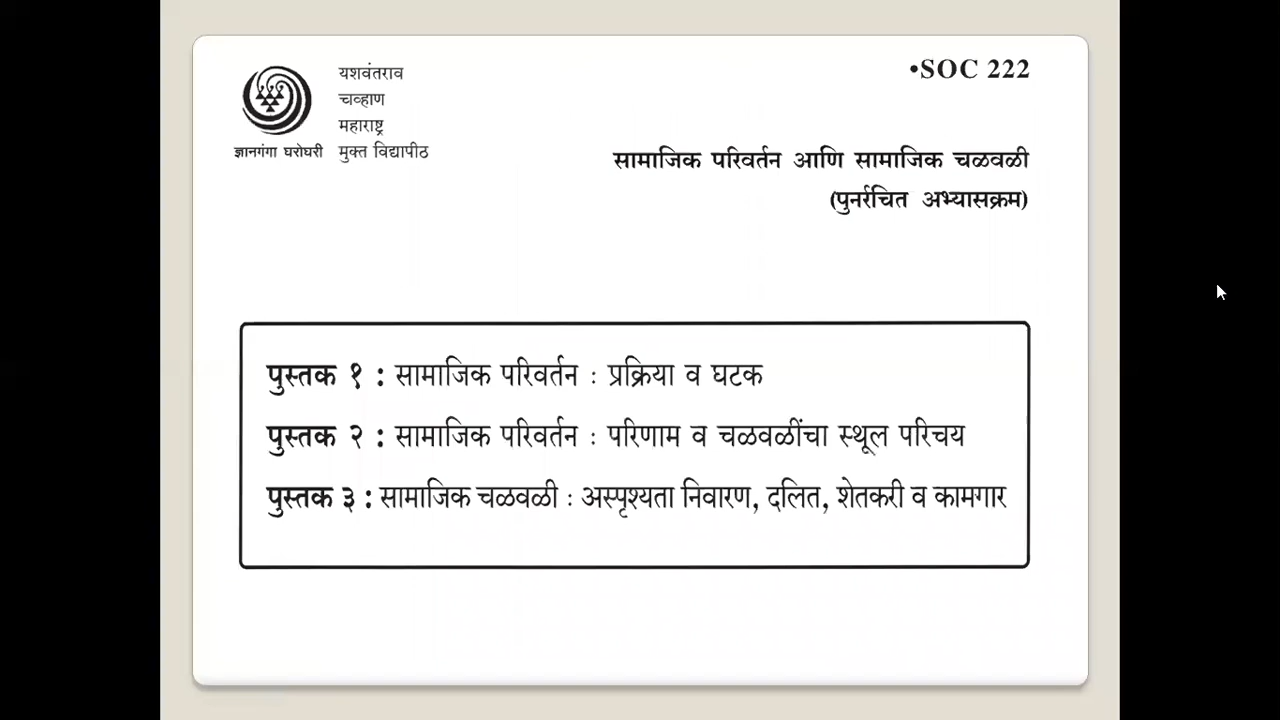 यशवंतराव
चव्हाण
महाराष्ट्र
ज्ञानगंगा घरोघरी मुक्त विद्यापीठ
•SOC 222
सामाजिक परिवर्तन आणि सामाजिक चळवळी
(पुनर्रचित अभ्यासक्रम)
पुस्तक १ : सामाजिक परिवर्तन : प्रक्रिया व घटक
पुस्तक २ : सामाजिक परिवर्तन : परिणाम व चळवळींचा स्थूल परिचय
पुस्तक ३ : सामाजिक चळवळी : अस्पृश्यता निवारण, दलित, शेतकरी व कामगार